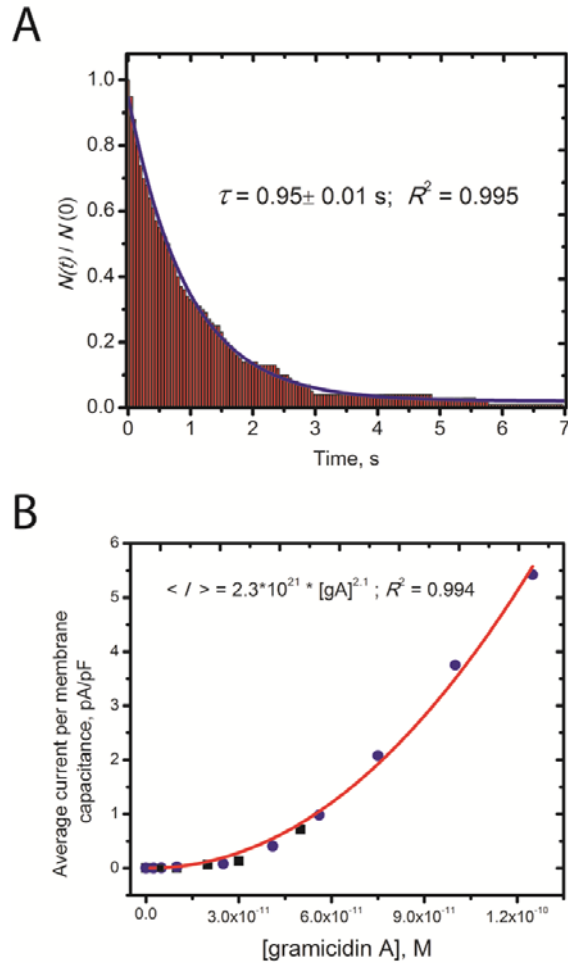 A
1.0
0.8
0.6
0.4
0.2
0.0
N(t) / N(0)
τ = 0.95± 0.01 s; R² = 0.995
0 1 2 3 4 5 6 7
Time, s
B
6
5
4
3
2
1
0
Average current per membrane
capacitance, pA/pF
< I > = 2.3*10²¹ * [gA]²·¹ ; R² = 0.994
0.0 3.0x10⁻¹¹ 6.0x10⁻¹¹ 9.0x10⁻¹¹ 1.2x10⁻¹⁰
[gramicidin A], M